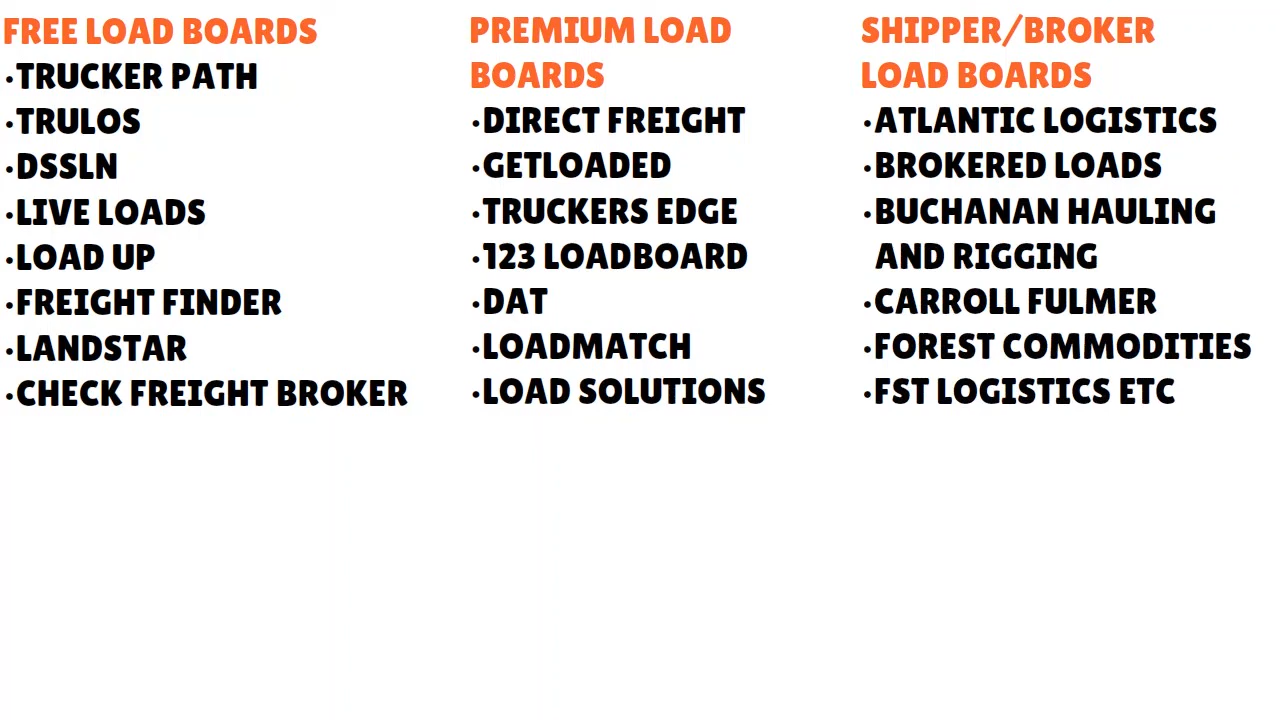 FREE LOAD BOARDS
·TRUCKER PATH
·TRULOS
·DSSLN
·LIVE LOADS
·LOAD UP
·FREIGHT FINDER
·LANDSTAR
·CHECK FREIGHT BROKER
PREMIUM LOAD
BOARDS
·DIRECT FREIGHT
·GETLOADED
·TRUCKERS EDGE
·123 LOADBOARD
·DAT
·LOADMATCH
·LOAD SOLUTIONS
SHIPPER/BROKER
LOAD BOARDS
·ATLANTIC LOGISTICS
·BROKERED LOADS
·BUCHANAN HAULING
AND RIGGING
·CARROLL FULMER
·FOREST COMMODITIES
·FST LOGISTICS ETC